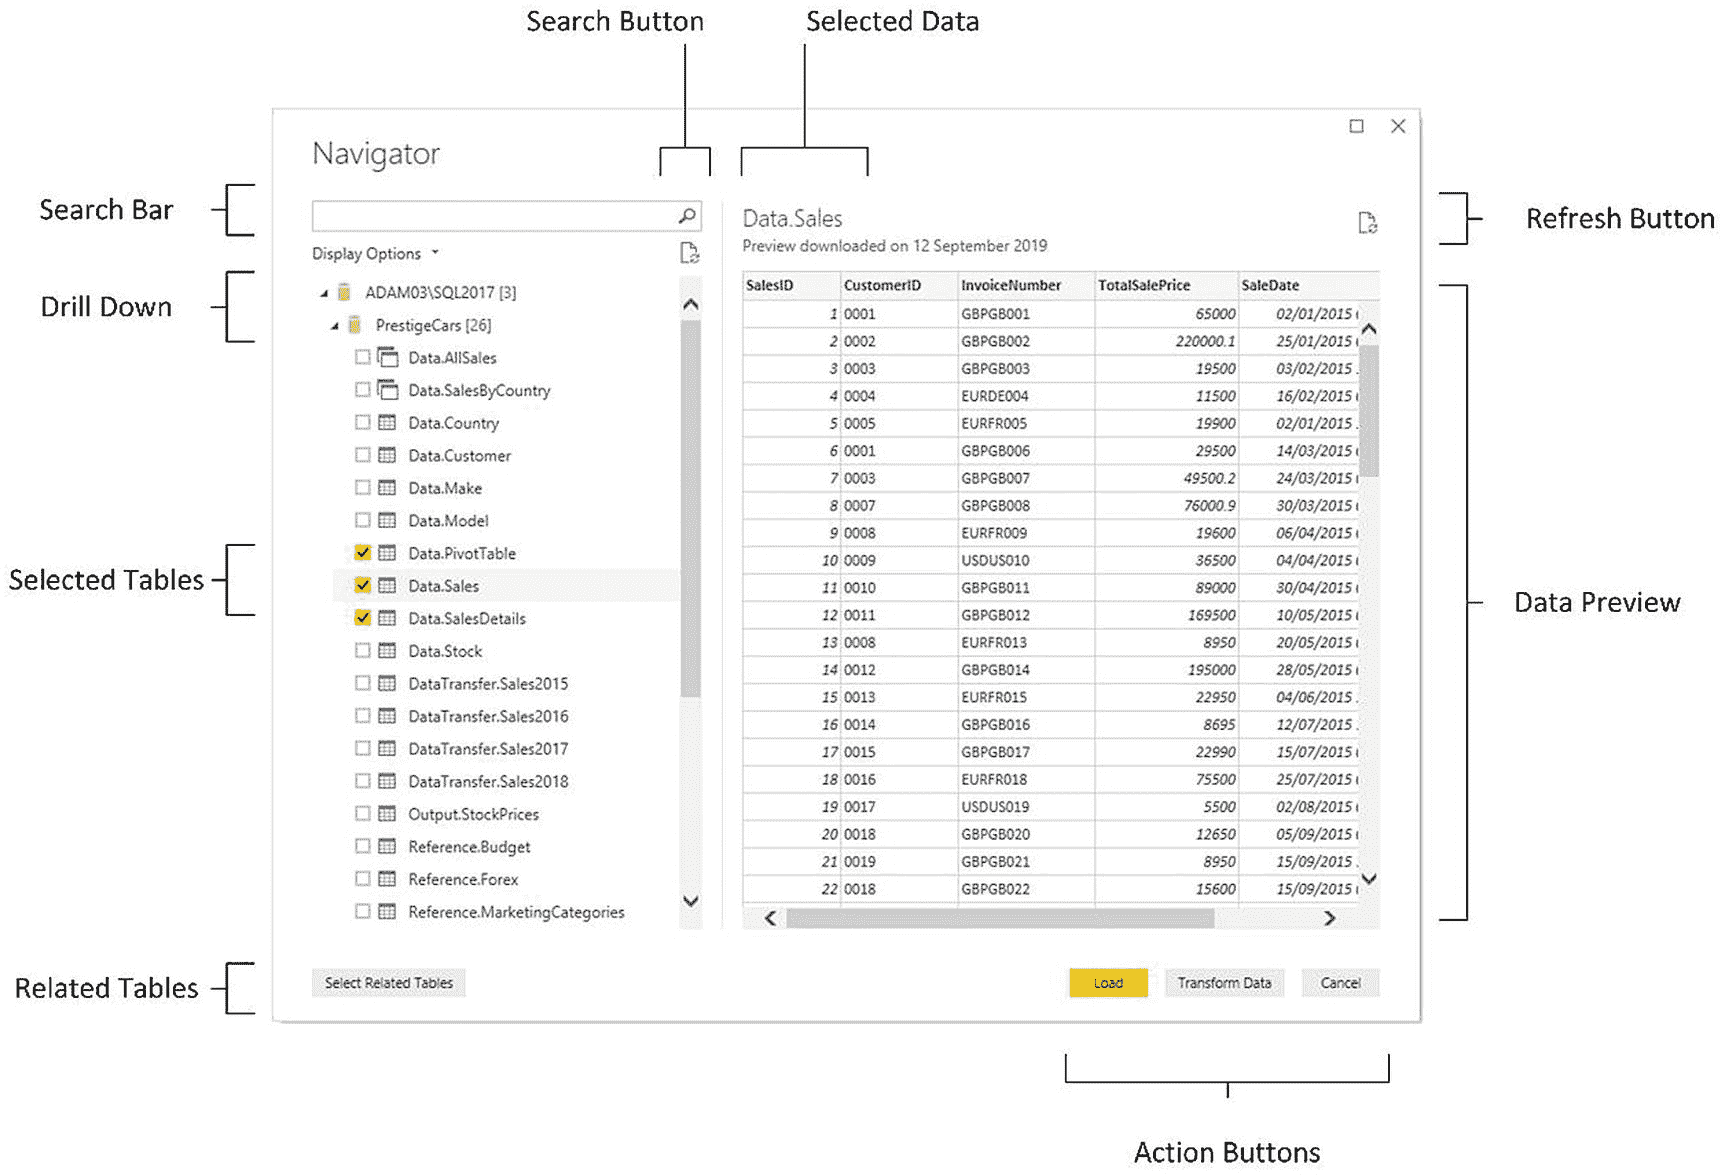 Search Button
Selected Data
Navigator
Search Bar
Data.Sales
Refresh Button
Preview downloaded on 12 September 2019
Display Options
Drill Down
ADAM03\SQL2017 [3]
PrestigeCars [26]
Data.AllSales
Data.SalesByCountry
Data.Country
Data.Customer
Data.Make
Data.Model
Data.PivotTable
Selected Tables
Data.Sales
Data.SalesDetails
Data.Stock
DataTransfer.Sales2015
DataTransfer.Sales2016
DataTransfer.Sales2017
DataTransfer.Sales2018
Output.StockPrices
Reference.Budget
Reference.Forex
Reference.MarketingCategories
SalesID CustomerID InvoiceNumber TotalSalePrice SaleDate
1 0001 GBPGB001 65000 02/01/2015
2 0002 GBPGB002 220000.1 25/01/2015
3 0003 GBPGB003 19500 03/02/2015
4 0004 EURDE004 11500 16/02/2015
5 0005 EURFR005 19900 02/01/2015
6 0001 GBPGB006 29500 14/03/2015
7 0003 GBPGB007 49500.2 24/03/2015
8 0007 GBPGB008 76000.9 30/03/2015
9 0008 EURFR009 19600 06/04/2015
10 0009 USDUS010 36500 04/04/2015
11 0010 GBPGB011 89000 30/04/2015
12 0011 GBPGB012 169500 10/05/2015
13 0008 EURFR013 8950 20/05/2015
14 0012 GBPGB014 195000 28/05/2015
15 0013 EURFR015 22950 04/06/2015
16 0014 GBPGB016 8695 12/07/2015
17 0015 GBPGB017 22990 15/07/2015
18 0016 EURFR018 75500 25/07/2015
19 0017 USDUS019 5500 02/08/2015
20 0018 GBPGB020 12650 05/09/2015
21 0019 GBPGB021 8950 15/09/2015
22 0018 GBPGB022 15600 15/09/2015
Data Preview
Related Tables
Select Related Tables
Load
Transform Data
Cancel
Action Buttons